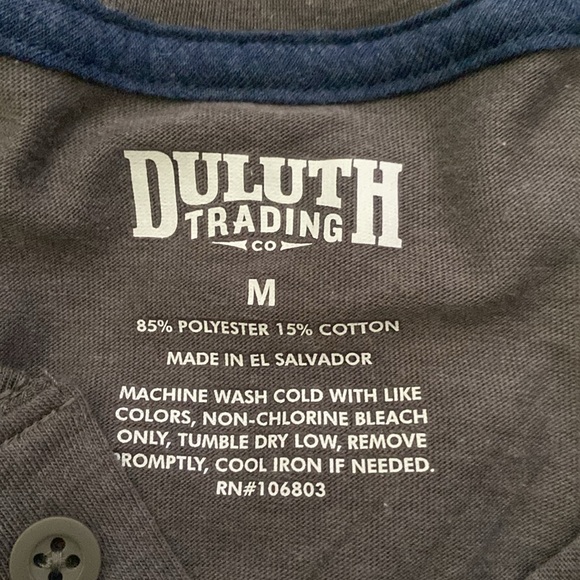 DULUTH
TRADING
CO
M
85% POLYESTER 15% COTTON
MADE IN EL SALVADOR
MACHINE WASH COLD WITH LIKE
COLORS, NON-CHLORINE BLEACH
ONLY, TUMBLE DRY LOW, REMOVE
PROMPTLY, COOL IRON IF NEEDED.
RN#106803